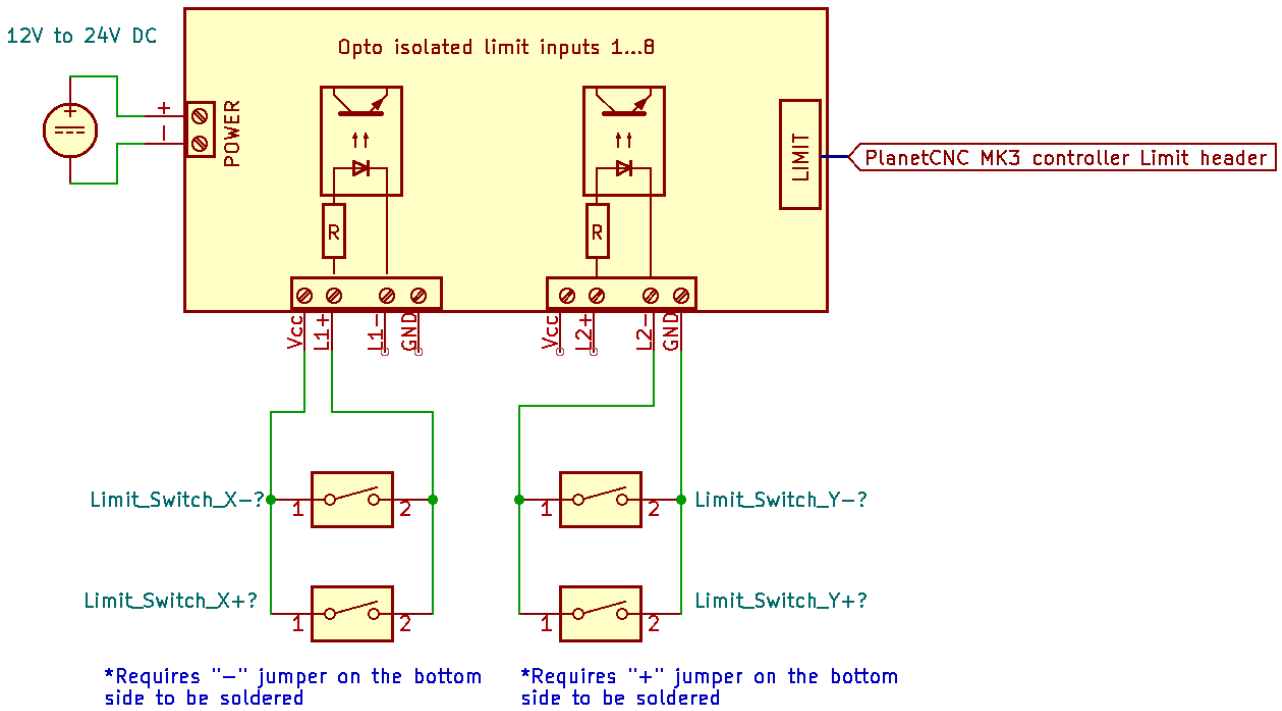 12V to 24V DC
Opto isolated limit inputs 1...8
+
-
POWER
+
LIMIT
PlanetCNC MK3 controller Limit header
R
R
Vcc
L1+
L1-
GND
Vcc
L2+
L2-
GND
Limit_Switch_X-?
1
2
1
2
Limit_Switch_Y-?
Limit_Switch_X+?
1
2
1
2
Limit_Switch_Y+?
*Requires "-" jumper on the bottom
side to be soldered
*Requires "+" jumper on the bottom
side to be soldered